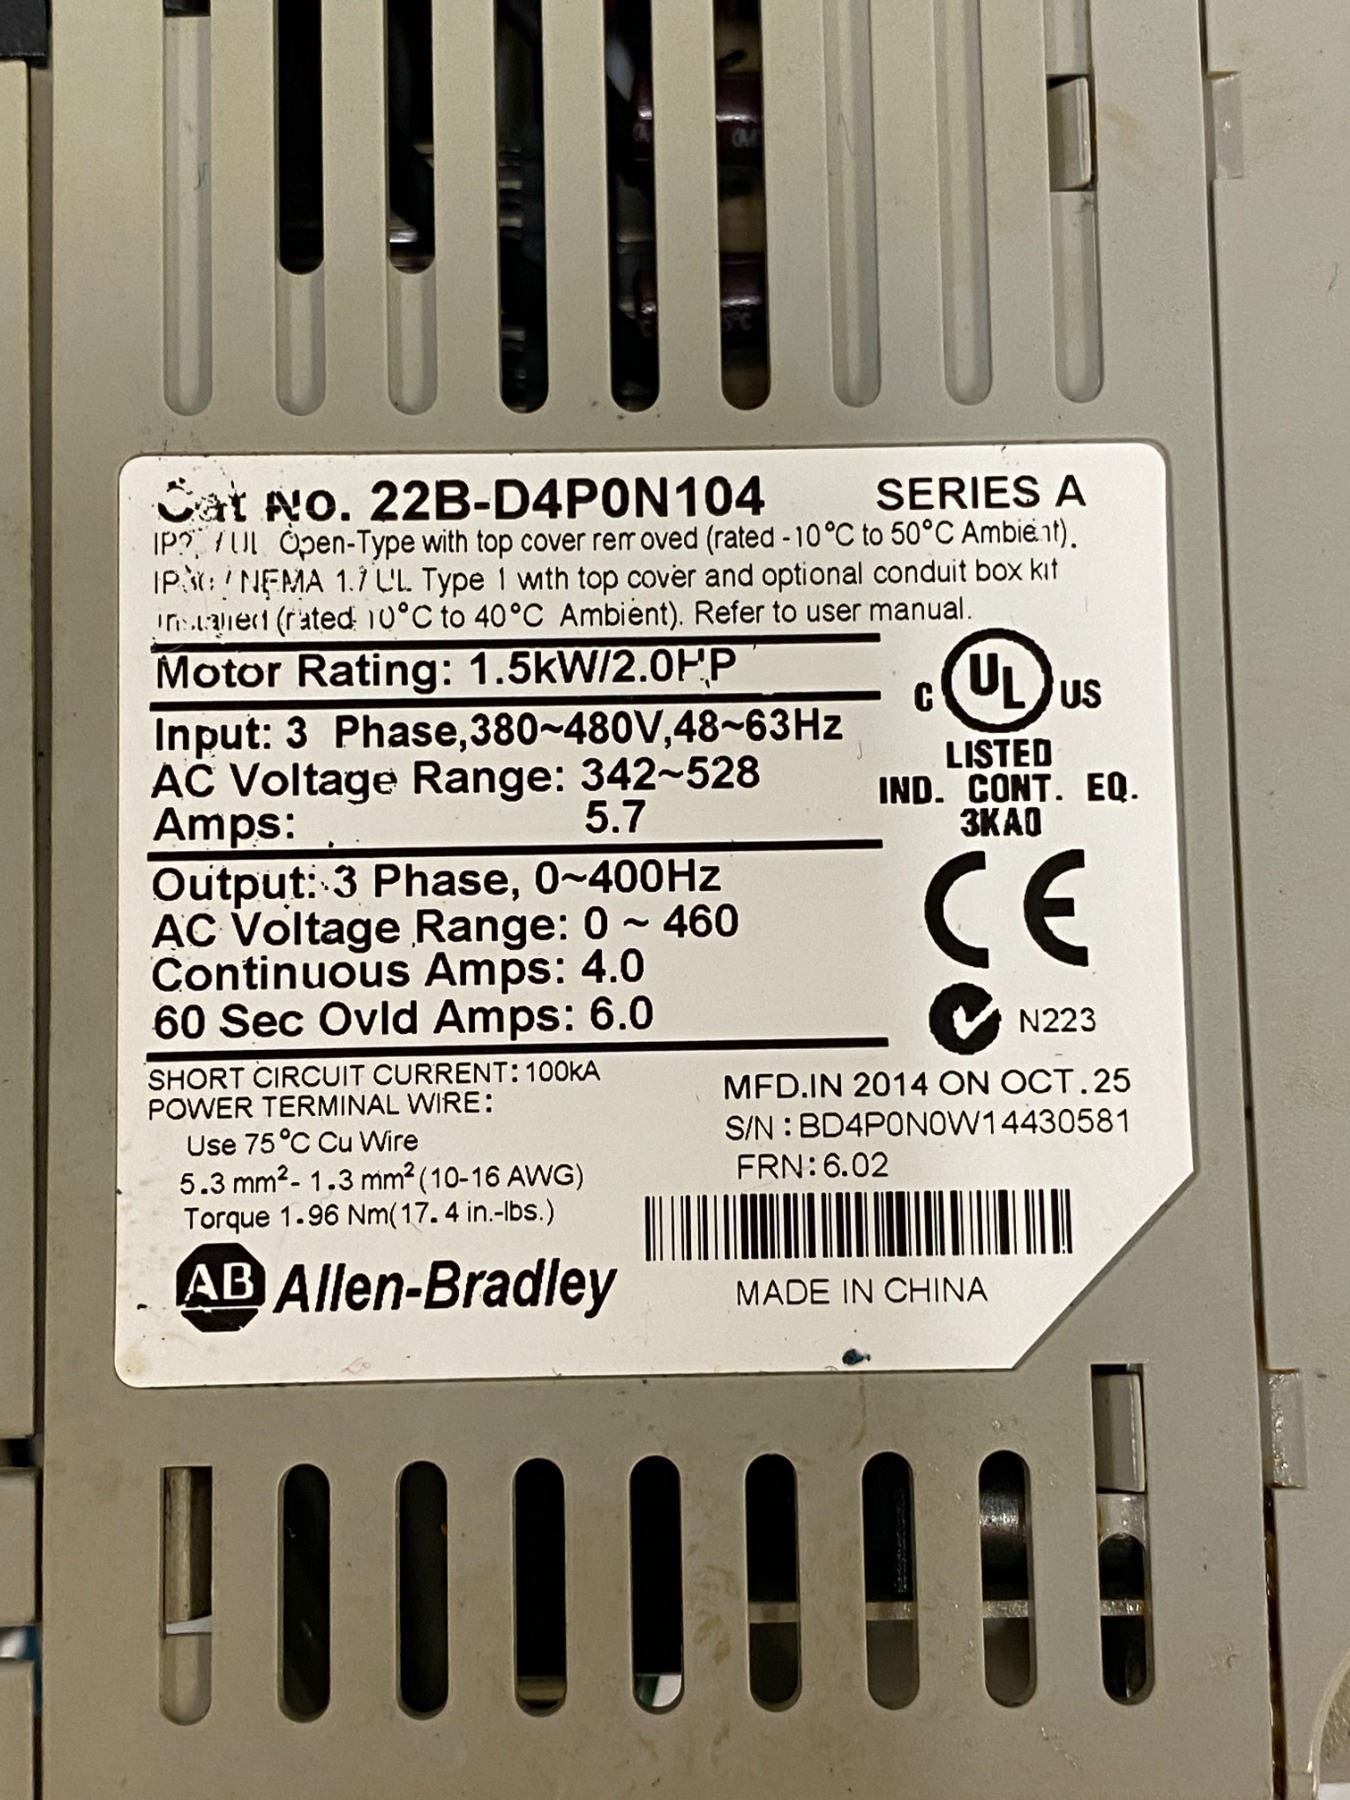 Cat No. 22B-D4P0N104 SERIES A
/ UL Open-Type with top cover removed (rated -10°C to 50°C Ambient).
/ NEMA 1 / UL Type 1 with top cover and optional conduit box kit
installed (rated 10°C to 40°C Ambient). Refer to user manual.
Motor Rating: 1.5kW/2.0HP
Input: 3 Phase,380~480V,48~63Hz
AC Voltage Range: 342~528
Amps: 5.7
Output: 3 Phase, 0~400Hz
AC Voltage Range: 0 ~ 460
Continuous Amps: 4.0
60 Sec Ovld Amps: 6.0
C UL US
LISTED
IND. CONT. EQ.
3KA0
CE
N223
SHORT CIRCUIT CURRENT: 100kA
POWER TERMINAL WIRE:
Use 75°C Cu Wire
5.3 mm²- 1.3 mm² (10-16 AWG)
Torque 1.96 Nm(17.4 in.-lbs.)
MFD.IN 2014 ON OCT.25
S/N : BD4P0N0W14430581
FRN: 6.02
AB Allen-Bradley
MADE IN CHINA